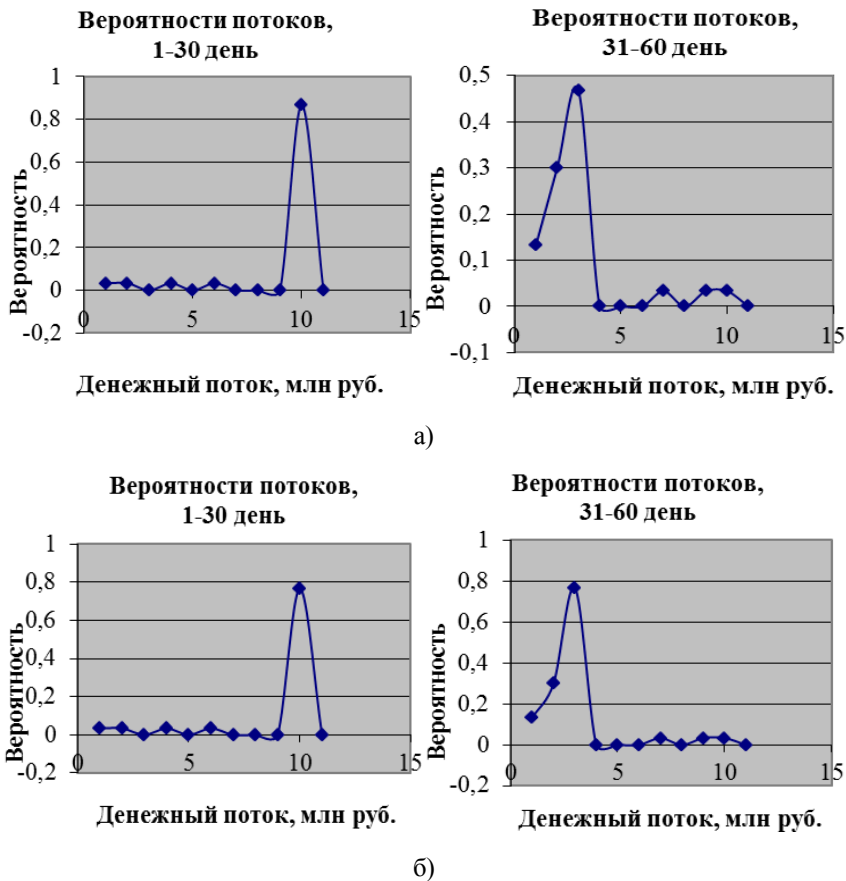 Вероятности потоков,
1-30 день
1
0,8
0,6
0,4
0,2
0
-0,2
0
5
10
15
Вероятность
Денежный поток, млн руб.
Вероятности потоков,
31-60 день
0,5
0,4
0,3
0,2
0,1
0
-0,1
0
5
10
15
Вероятность
Денежный поток, млн руб.
а)
Вероятности потоков,
1-30 день
1
0,8
0,6
0,4
0,2
0
-0,2
0
5
10
15
Вероятность
Денежный поток, млн руб.
Вероятности потоков,
31-60 день
1
0,8
0,6
0,4
0,2
0
-0,2
0
5
10
15
Вероятность
Денежный поток, млн руб.
б)